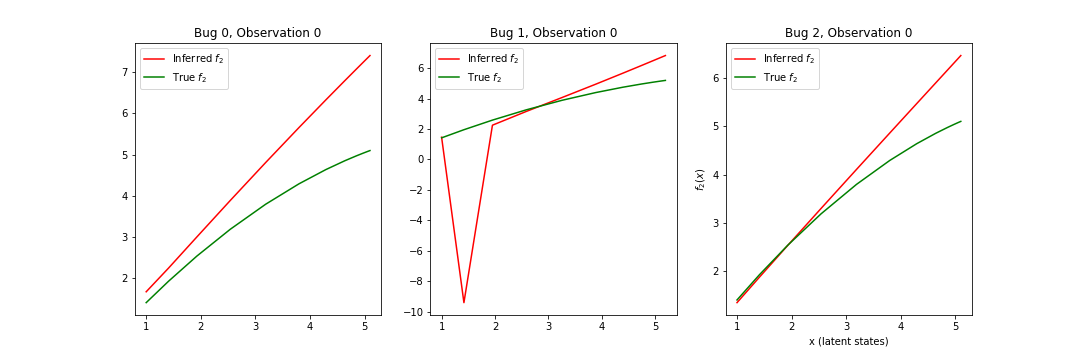 Bug 0, Observation 0
Inferred f₂
True f₂
7
6
5
4
3
2
1 2 3 4 5
Bug 1, Observation 0
Inferred f₂
True f₂
6
4
2
0
−2
−4
−6
−8
−10
1 2 3 4 5
Bug 2, Observation 0
Inferred f₂
True f₂
f₂(x)
6
5
4
3
2
1 2 3 4 5
x (latent states)